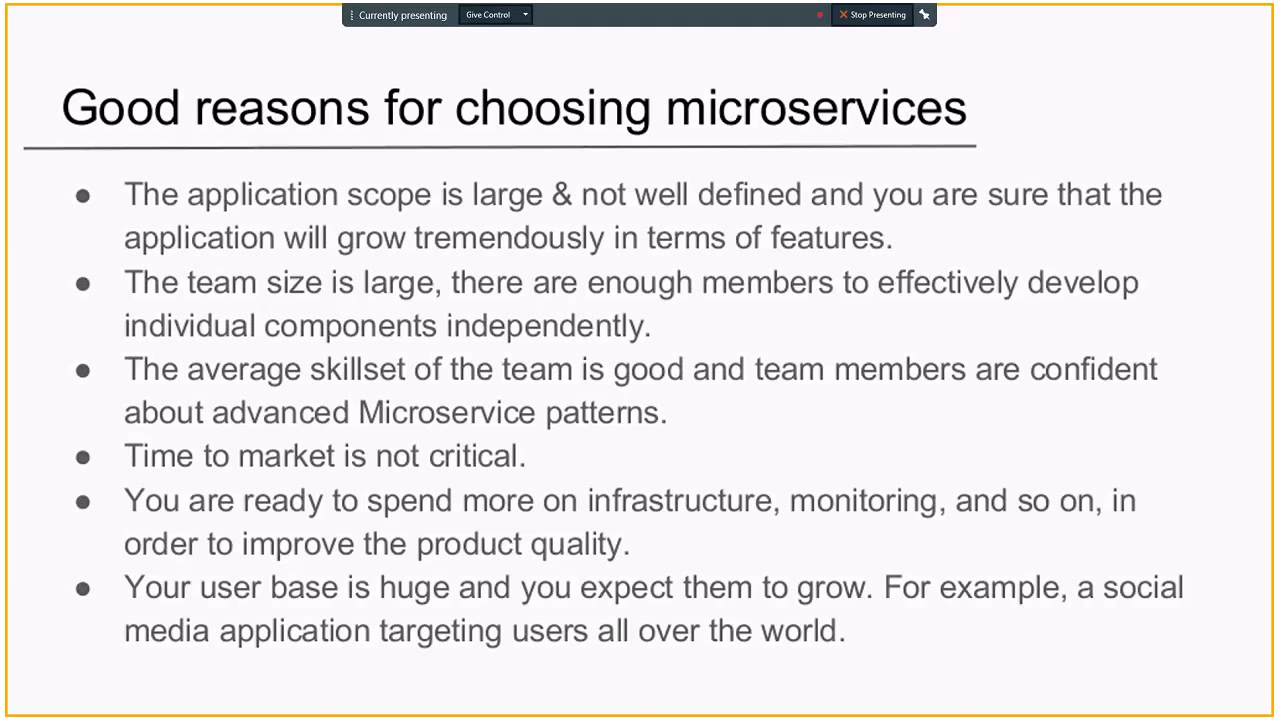 Currently presenting Give Control Stop Presenting
Good reasons for choosing microservices
● The application scope is large & not well defined and you are sure that the
application will grow tremendously in terms of features.
● The team size is large, there are enough members to effectively develop
individual components independently.
● The average skillset of the team is good and team members are confident
about advanced Microservice patterns.
● Time to market is not critical.
● You are ready to spend more on infrastructure, monitoring, and so on, in
order to improve the product quality.
● Your user base is huge and you expect them to grow. For example, a social
media application targeting users all over the world.